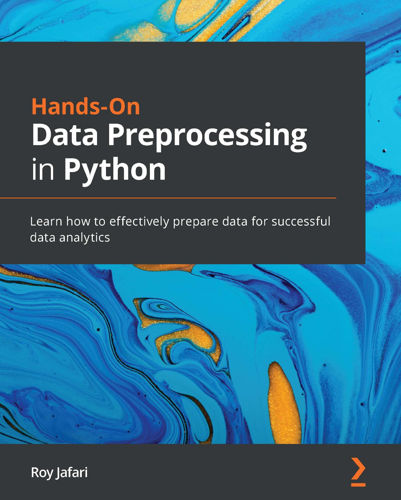 Hands-On
Data Preprocessing
in Python
Learn how to effectively prepare data for successful
data analytics
Roy Jafari